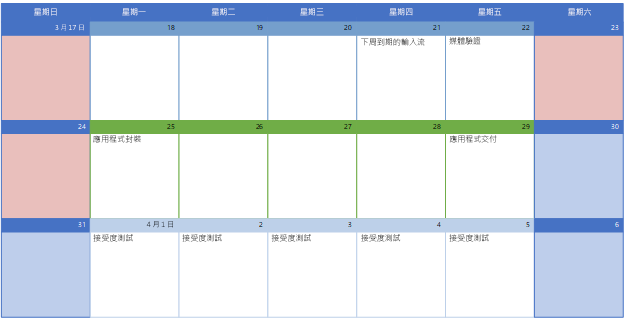 星期日 星期一 星期二 星期三 星期四 星期五 星期六
3月17日 18 19 20 21 22 23
下周到期的輸入流 媒體驗證
24 25 26 27 28 29 30
應用程式封裝 應用程式交付
31 4月1日 2 3 4 5 6
接受度測試 接受度測試 接受度測試 接受度測試 接受度測試